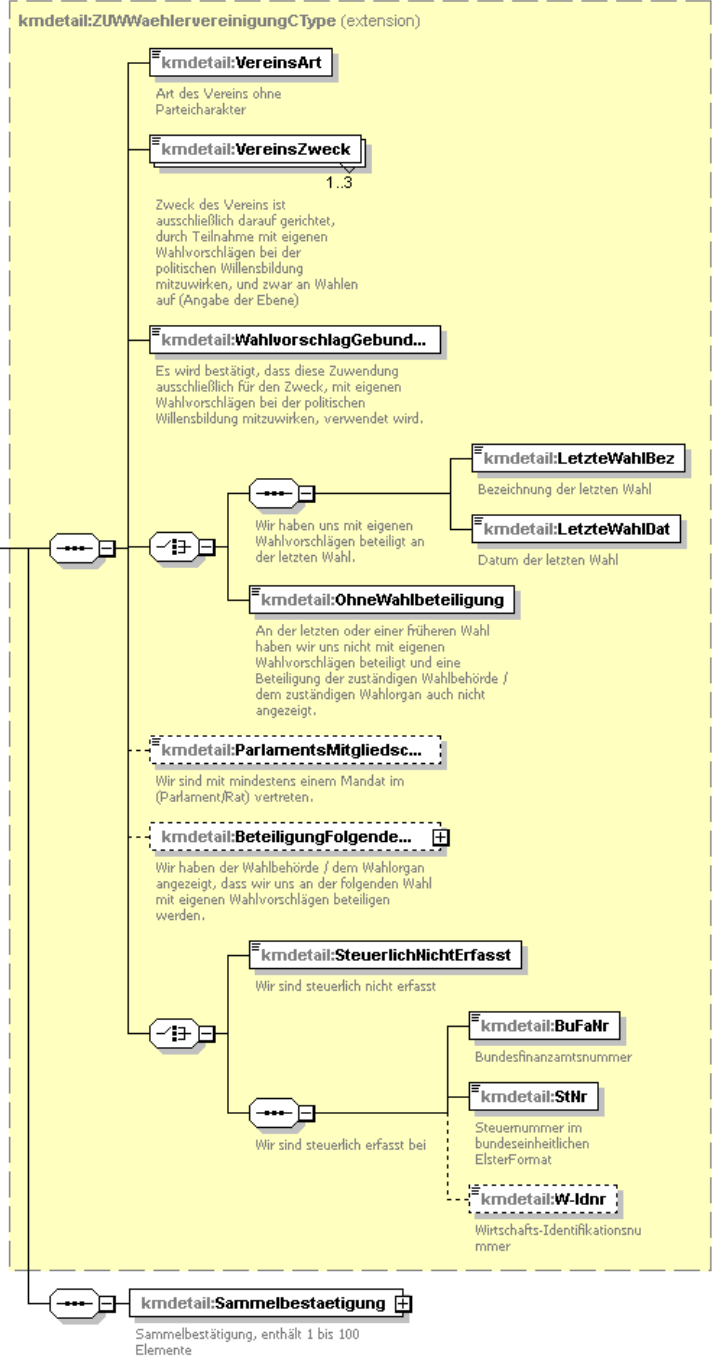 kmdetail:ZUWWaehlervereinigungCType (extension)
kmdetail:VereinsArt
Art des Vereins ohne
Parteicharakter
kmdetail:VereinsZweck
1..3
Zweck des Vereins ist
ausschließlich darauf gerichtet,
durch Teilnahme mit eigenen
Wahlvorschlägen bei der
politischen Willensbildung
mitzuwirken, und zwar an Wahlen
auf (Angabe der Ebene)
kmdetail:WahlvorschlagGebund...
Es wird bestätigt, dass diese Zuwendung
ausschließlich für den Zweck, mit eigenen
Wahlvorschlägen bei der politischen
Willensbildung mitzuwirken, verwendet wird.
kmdetail:LetzteWahlBez
Bezeichnung der letzten Wahl
Wir haben uns mit eigenen
Wahlvorschlägen beteiligt an
der letzten Wahl.
kmdetail:LetzteWahlDat
Datum der letzten Wahl
kmdetail:OhneWahlbeteiligung
An der letzten oder einer früheren Wahl
haben wir uns nicht mit eigenen
Wahlvorschlägen beteiligt und eine
Beteiligung der zuständigen Wahlbehörde /
dem zuständigen Wahlorgan auch nicht
angezeigt.
kmdetail:ParlamentsMitgliedsc...
Wir sind mit mindestens einem Mandat im
(Parlament/Rat) vertreten.
kmdetail:BeteiligungFolgende...
Wir haben der Wahlbehörde / dem Wahlorgan
angezeigt, dass wir uns an der folgenden Wahl
mit eigenen Wahlvorschlägen beteiligen
werden.
kmdetail:SteuerlichNichtErfasst
Wir sind steuerlich nicht erfasst
kmdetail:BuFaNr
Bundesfinanzamtsnummer
kmdetail:StNr
Steuernummer im
bundeseinheitlichen
ElsterFormat
Wir sind steuerlich erfasst bei
kmdetail:W-IdNr
Wirtschafts-Identifikationsnu
mmer
kmdetail:Sammelbestaetigung
Sammelbestätigung, enthält 1 bis 100
Elemente